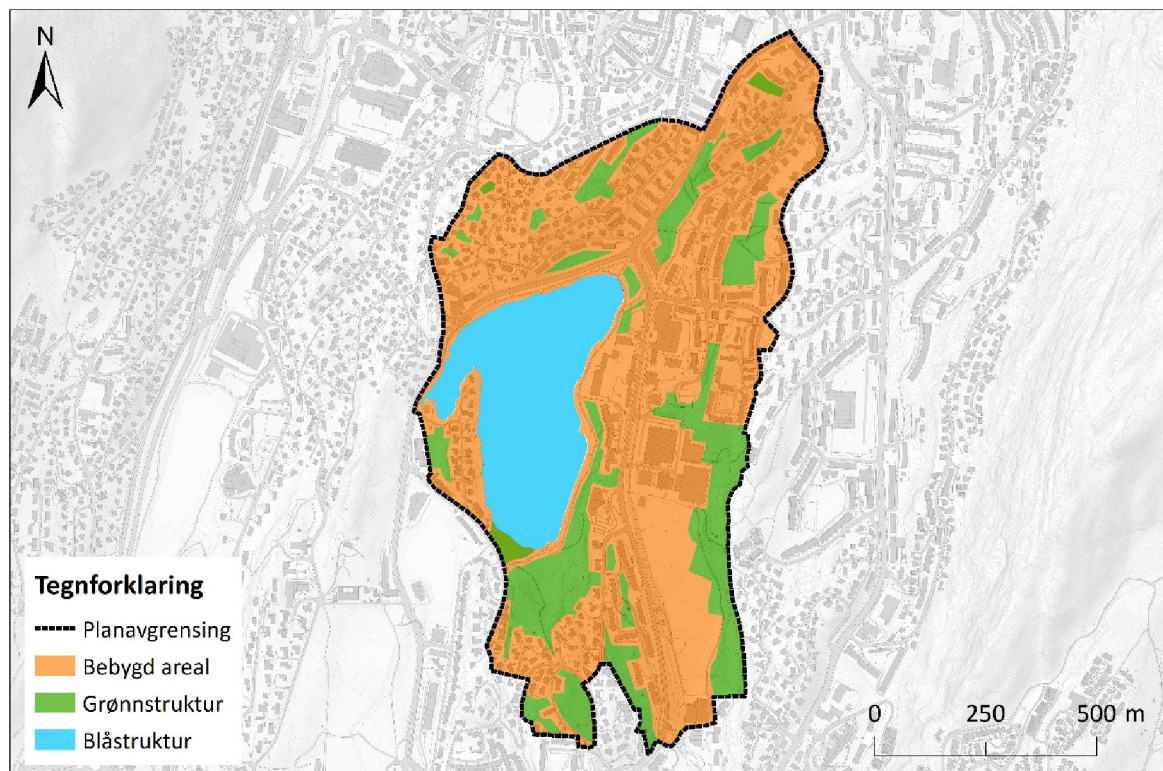 N
Tegnforklaring
Planavgrensing
Bebygd areal
Grønnstruktur
Blåstruktur
0 250 500 m